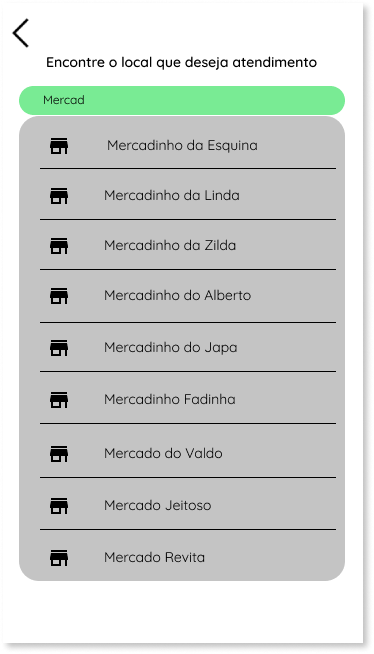 Encontre o local que deseja atendimento
Mercad
Mercadinho da Esquina
Mercadinho da Linda
Mercadinho da Zilda
Mercadinho do Alberto
Mercadinho do Japa
Mercadinho Fadinha
Mercado do Valdo
Mercado Jeitoso
Mercado Revita